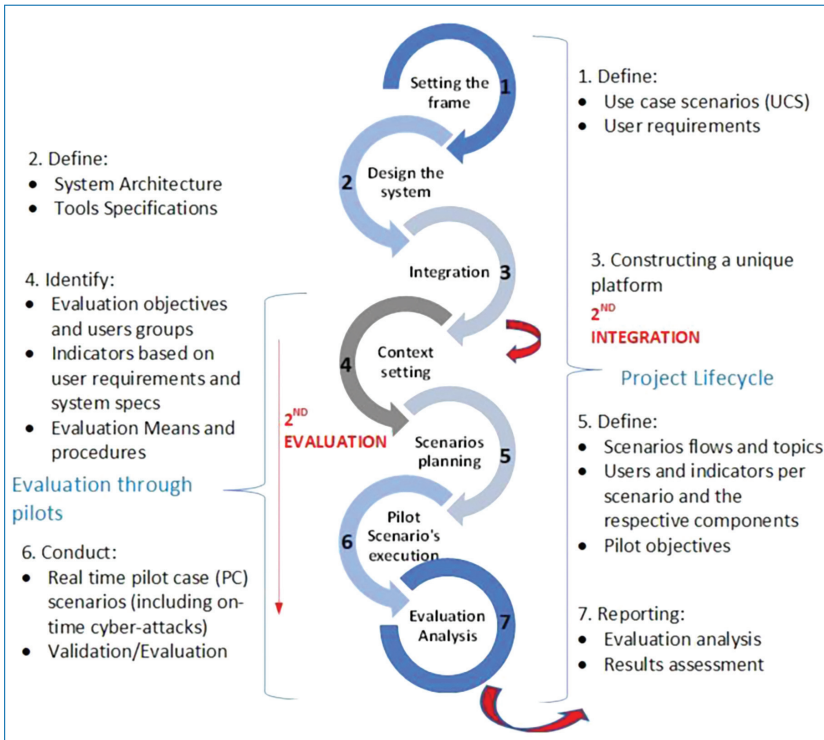 1
Setting the
frame
1. Define:
• Use case scenarios (UCS)
• User requirements
2. Define:
• System Architecture
• Tools Specifications
2
Design the
system
Integration 3
3. Constructing a unique
platform
2ND
INTEGRATION
4. Identify:
• Evaluation objectives
and users groups
• Indicators based on
user requirements and
system specs
• Evaluation Means and
procedures
4
Context
setting
2ND
EVALUATION
Project Lifecycle
Scenarios
planning
5
5. Define:
• Scenarios flows and topics
• Users and indicators per
scenario and the
respective components
• Pilot objectives
Evaluation through
pilots
6
Pilot
Scenario's
execution
6. Conduct:
• Real time pilot case (PC)
scenarios (including on-
time cyber-attacks)
• Validation/Evaluation
Evaluation
Analysis
7
7. Reporting:
• Evaluation analysis
• Results assessment